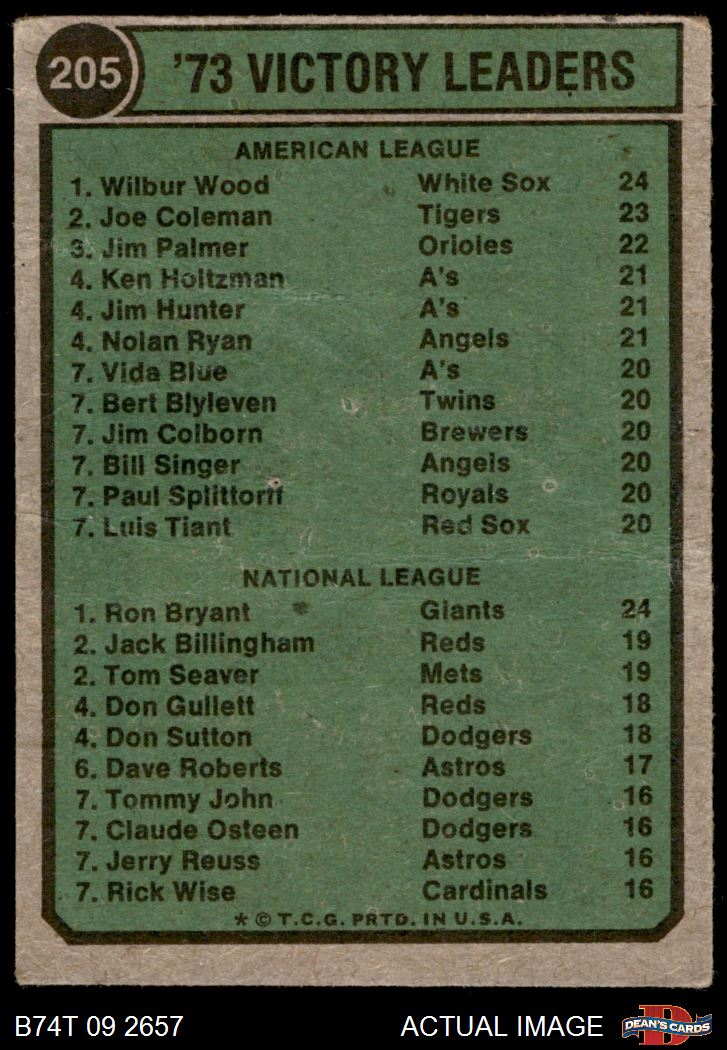 205 '73 VICTORY LEADERS
AMERICAN LEAGUE
1. Wilbur Wood White Sox 24
2. Joe Coleman Tigers 23
3. Jim Palmer Orioles 22
4. Ken Holtzman A's 21
4. Jim Hunter A's 21
4. Nolan Ryan Angels 21
7. Vida Blue A's 20
7. Bert Blyleven Twins 20
7. Jim Colborn Brewers 20
7. Bill Singer Angels 20
7. Paul Splittorff Royals 20
7. Luis Tiant Red Sox 20
NATIONAL LEAGUE
1. Ron Bryant Giants 24
2. Jack Billingham Reds 19
2. Tom Seaver Mets 19
4. Don Gullett Reds 18
4. Don Sutton Dodgers 18
6. Dave Roberts Astros 17
7. Tommy John Dodgers 16
7. Claude Osteen Dodgers 16
7. Jerry Reuss Astros 16
7. Rick Wise Cardinals 16
* © T.C.G. PRTD. IN U.S.A.
B74T 09 2657 ACTUAL IMAGE D DEAN'S CARDS